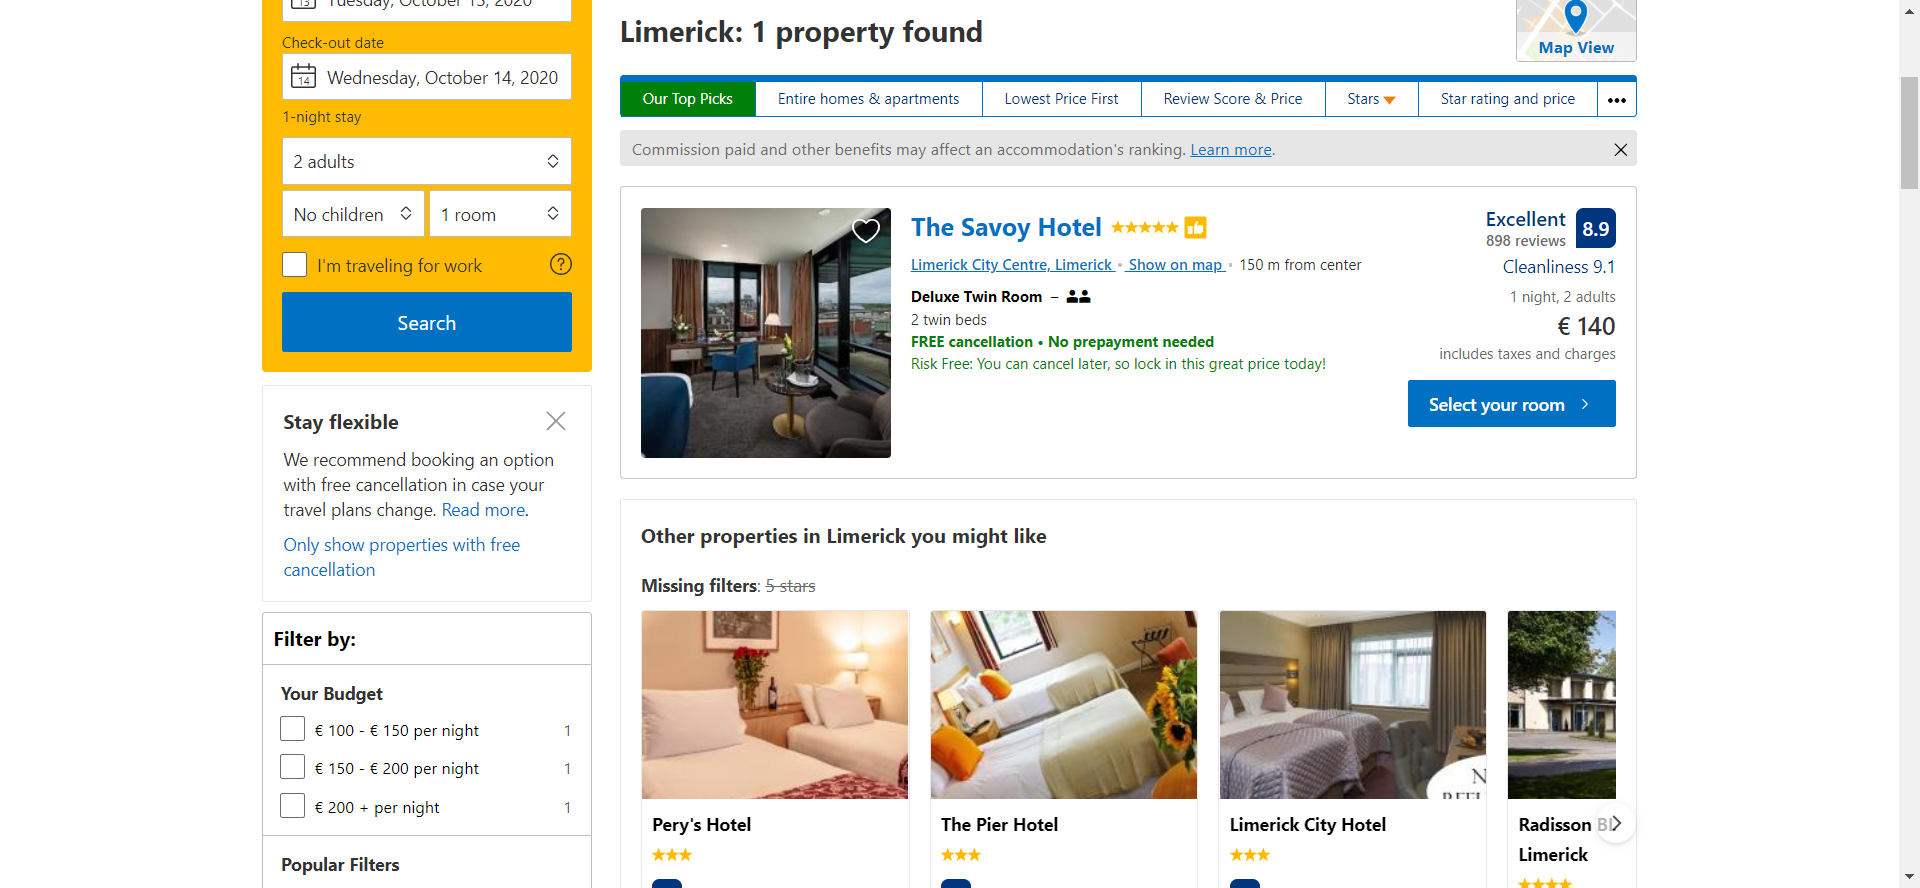 Tuesday, October 13, 2020
Check-out date
14
Wednesday, October 14, 2020
1-night stay
2 adults
No children
1 room
I'm traveling for work
Search
Stay flexible
We recommend booking an option
with free cancellation in case your
travel plans change. Read more.
Only show properties with free
cancellation
Filter by:
Your Budget
€ 100 - € 150 per night 1
€ 150 - € 200 per night 1
€ 200 + per night 1
Popular Filters
Limerick: 1 property found
Map View
Our Top Picks
Entire homes & apartments
Lowest Price First
Review Score & Price
Stars
Star rating and price
Commission paid and other benefits may affect an accommodation's ranking. Learn more.
The Savoy Hotel
Limerick City Centre, Limerick • Show on map • 150 m from center
Deluxe Twin Room –
2 twin beds
FREE cancellation • No prepayment needed
Risk Free: You can cancel later, so lock in this great price today!
Excellent
898 reviews
8.9
Cleanliness 9.1
1 night, 2 adults
€ 140
includes taxes and charges
Select your room
Other properties in Limerick you might like
Missing filters: 5 stars
Pery's Hotel
The Pier Hotel
Limerick City Hotel
Radisson
Limerick